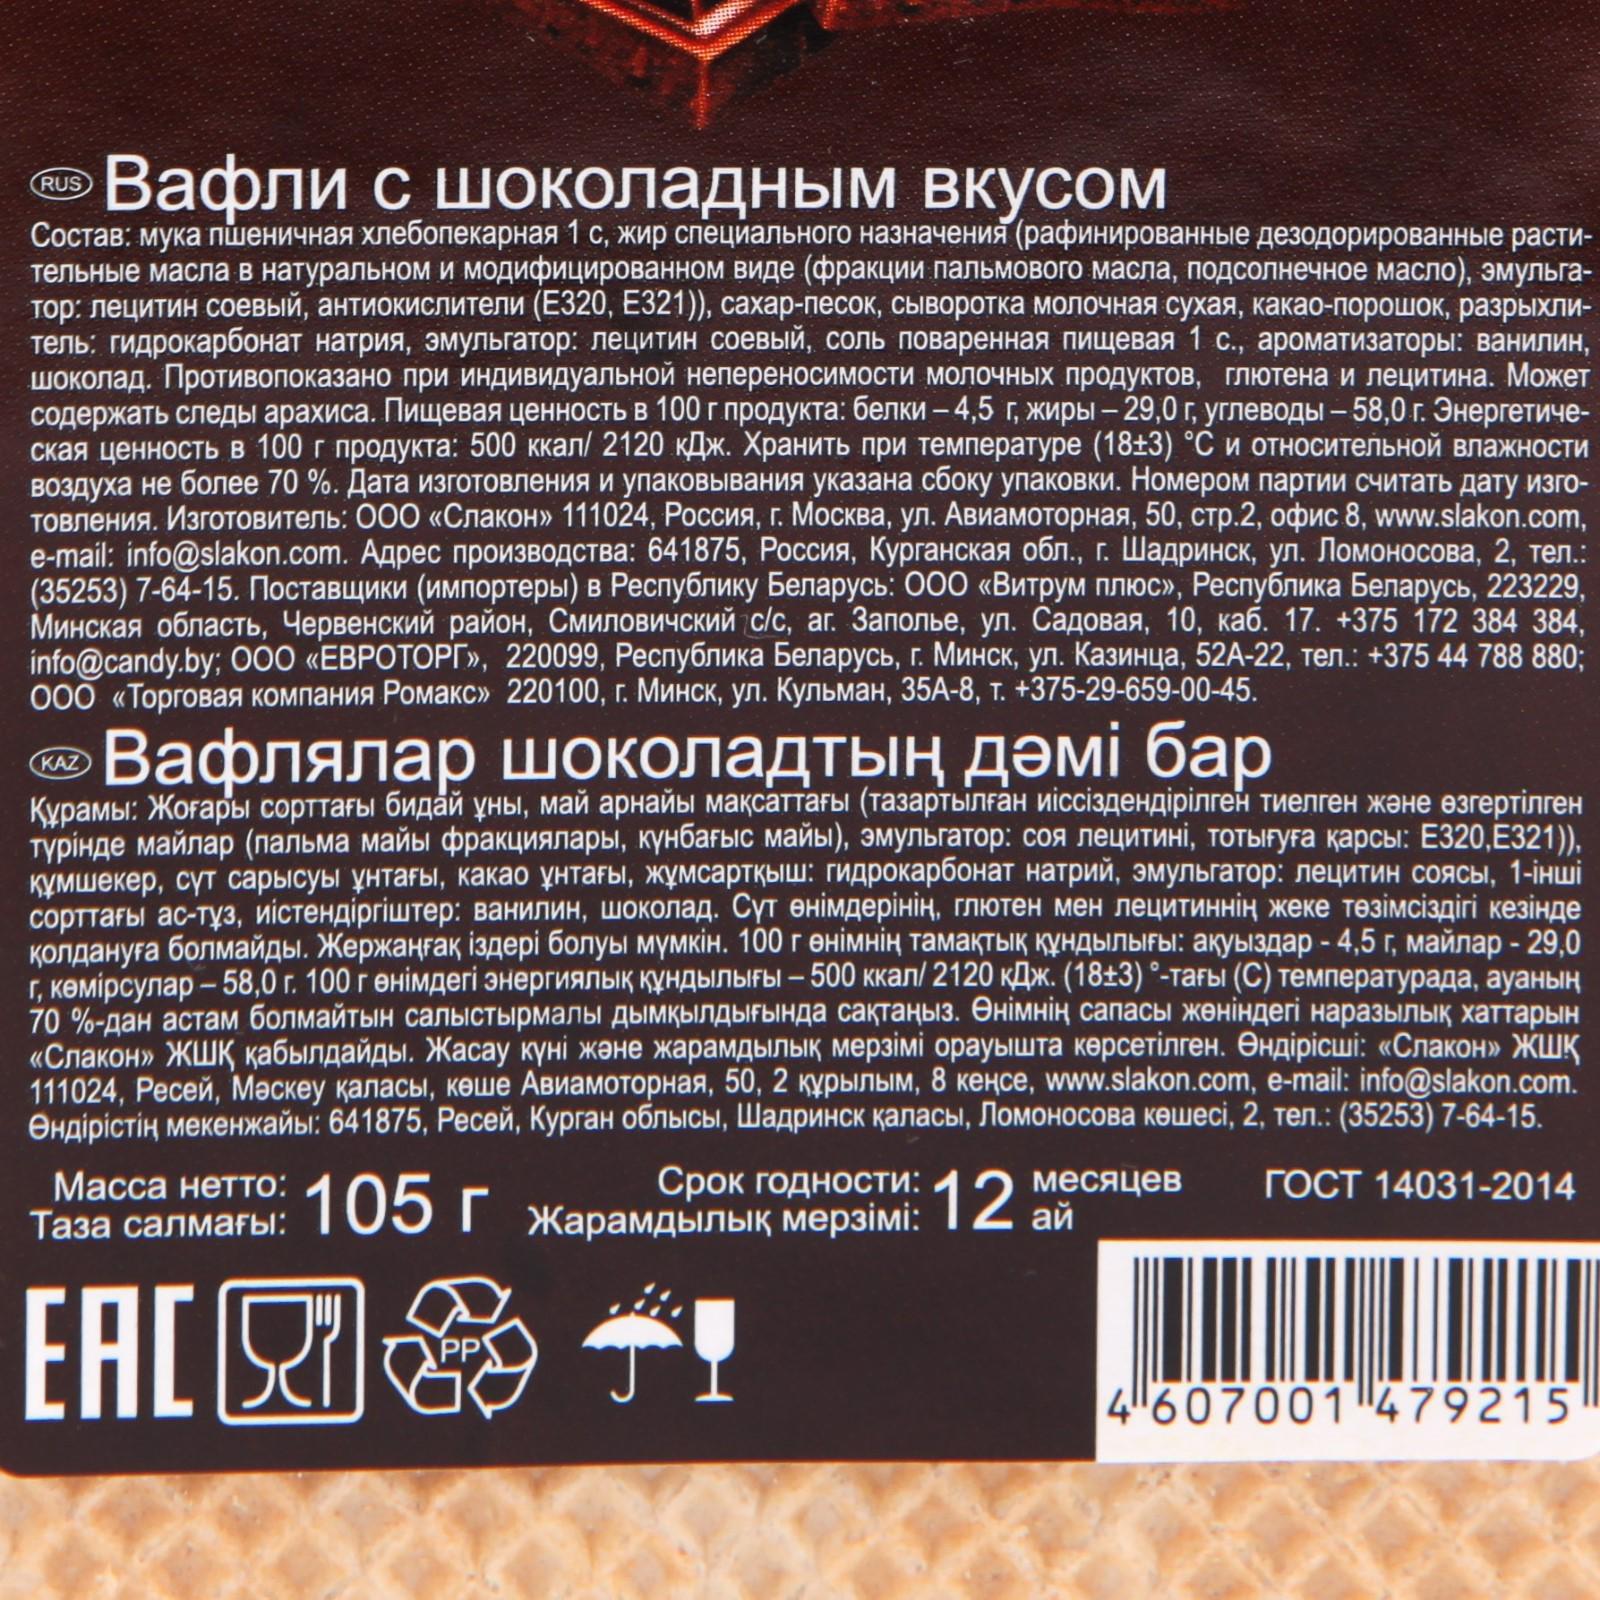 RUS Вафли с шоколадным вкусом
Состав: мука пшеничная хлебопекарная 1 с, жир специального назначения (рафинированные дезодорированные расти-
тельные масла в натуральном и модифицированном виде (фракции пальмового масла, подсолнечное масло), эмульга-
тор: лецитин соевый, антиокислители (Е320, Е321)), сахар-песок, сыворотка молочная сухая, какао-порошок, разрыхли-
тель: гидрокарбонат натрия, эмульгатор: лецитин соевый, соль поваренная пищевая 1 с., ароматизаторы: ванилин,
шоколад. Противопоказано при индивидуальной непереносимости молочных продуктов, глютена и лецитина. Может
содержать следы арахиса. Пищевая ценность в 100 г продукта: белки – 4,5 г, жиры – 29,0 г, углеводы – 58,0 г. Энергетиче-
ская ценность в 100 г продукта: 500 ккал/ 2120 кДж. Хранить при температуре (18±3) °С и относительной влажности
воздуха не более 70 %. Дата изготовления и упаковывания указана сбоку упаковки. Номером партии считать дату изго-
товления. Изготовитель: ООО «Слакон» 111024, Россия, г. Москва, ул. Авиамоторная, 50, стр.2, офис 8, www.slakon.com,
e-mail: info@slakon.com. Адрес производства: 641875, Россия, Курганская обл., г. Шадринск, ул. Ломоносова, 2, тел.:
(35253) 7-64-15. Поставщики (импортеры) в Республику Беларусь: ООО «Витрум плюс», Республика Беларусь, 223229,
Минская область, Червенский район, Смиловичский с/с, аг. Заполье, ул. Садовая, 10, каб. 17. +375 172 384 384,
info@candy.by; ООО «ЕВРОТОРГ», 220099, Республика Беларусь, г. Минск, ул. Казинца, 52А-22, тел.: +375 44 788 880;
ООО «Торговая компания Ромакс» 220100, г. Минск, ул. Кульман, 35А-8, т. +375-29-659-00-45.
KAZ Вафлялар шоколадтың дәмі бар
Құрамы: Жоғары сорттағы бидай ұны, май арнайы мақсаттағы (тазартылған иіссіздендірілген тиелген және өзгертілген
түрінде майлар (пальма майы фракциялары, күнбағыс майы), эмульгатор: соя лецитині, тотығуға қарсы: Е320,Е321)),
құмшекер, сүт сарысуы ұнтағы, какао ұнтағы, жұмсартқыш: гидрокарбонат натрий, эмульгатор: лецитин соясы, 1-інші
сорттағы ас-тұз, иістендіргіштер: ванилин, шоколад. Сүт өнімдерінің, глютен мен лецитиннің жеке төзімсіздігі кезінде
қолдануға болмайды. Жержаңғақ іздері болуы мүмкін. 100 г өнімнің тамақтық құндылығы: ақуыздар - 4,5 г, майлар - 29,0
г, көмірсулар – 58,0 г. 100 г өнімдегі энергиялық құндылығы – 500 ккал/ 2120 кДж. (18±3) °-тағы (С) температурада, ауаның
70 %-дан астам болмайтын салыстырмалы дымқылдығында сақтаңыз. Өнімнің сапасы жөніндегі наразылық хаттарын
«Слакон» ЖШҚ қабылдайды. Жасау күні және жарамдылық мерзімі орауышта көрсетілген. Өндірісші: «Слакон» ЖШҚ
111024, Ресей, Мәскеу қаласы, көше Авиамоторная, 50, 2 құрылым, 8 кеңсе, www.slakon.com, e-mail: info@slakon.com.
Өндірістің мекенжайы: 641875, Ресей, Курган облысы, Шадринск қаласы, Ломоносова көшесі, 2, тел.: (35253) 7-64-15.
Масса нетто: 105 г Срок годности: 12 месяцев ГОСТ 14031-2014
Таза салмағы: Жарамдылық мерзімі: ай
ЕАС
PP
4 607001 479215